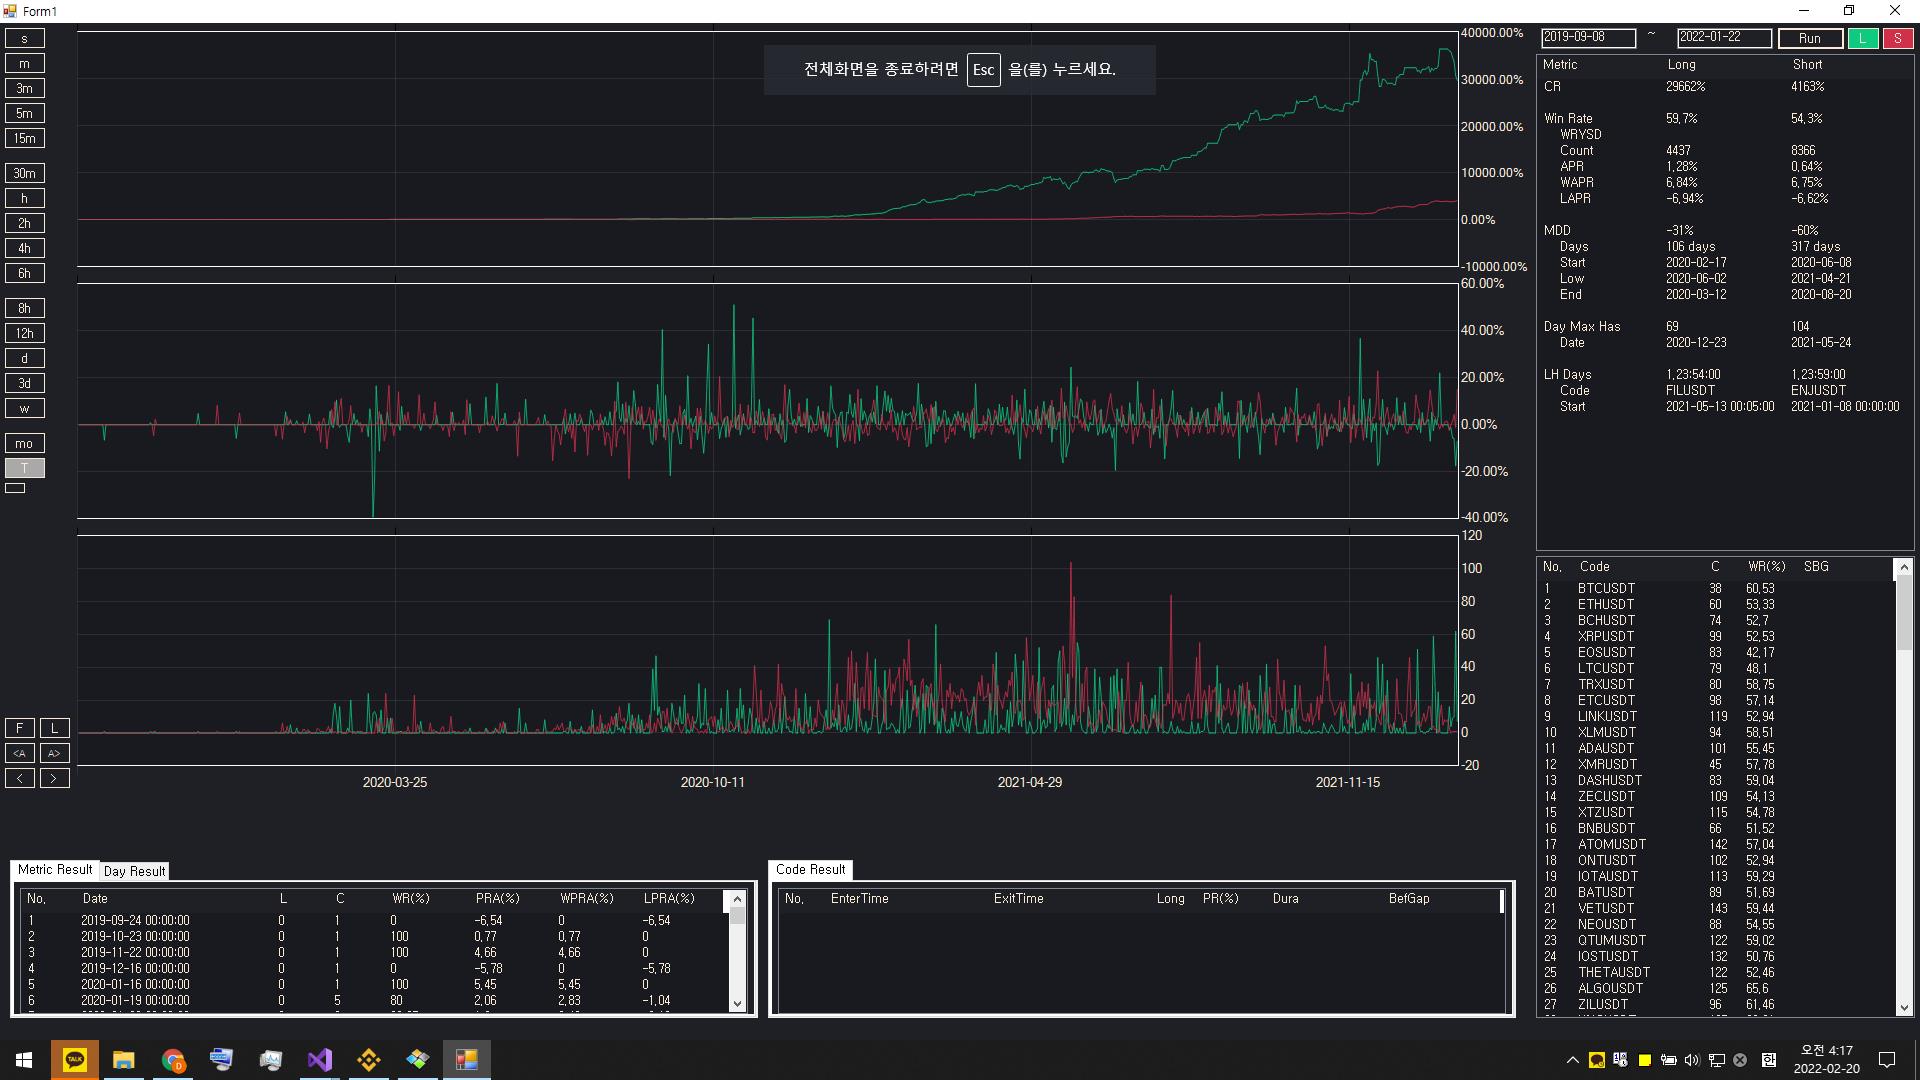 Form1
s
m
3m
5m
15m
30m
h
2h
4h
6h
8h
12h
d
3d
w
mo
T
F L
<A A>
< >
전체화면을 종료하려면 Esc 을(를) 누르세요.
40000.00%
30000.00%
20000.00%
10000.00%
0.00%
-10000.00%
60.00%
40.00%
20.00%
0.00%
-20.00%
-40.00%
120
100
80
60
40
20
0
-20
2020-03-25 2020-10-11 2021-04-29 2021-11-15
2019-09-08 ~ 2022-01-22 Run L S
Metric Long Short
CR 29662% 4163%
Win Rate 59,7% 54,3%
WRYSD
Count 4437 8366
APR 1,28% 0,64%
WAPR 6,84% 6,75%
LAPR -6,94% -6,62%
MDD -31% -60%
Days 106 days 317 days
Start 2020-02-17 2020-06-08
Low 2020-06-02 2021-04-21
End 2020-03-12 2020-08-20
Day Max Has 69 104
Date 2020-12-23 2021-05-24
LH Days 1,23:54:00 1,23:59:00
Code FILUSDT ENJUSDT
Start 2021-05-13 00:05:00 2021-01-08 00:00:00
No, Code C WR(%) SBG
1 BTCUSDT 38 60,53
2 ETHUSDT 60 53,33
3 BCHUSDT 74 52,7
4 XRPUSDT 99 52,53
5 EOSUSDT 83 42,17
6 LTCUSDT 79 48,1
7 TRXUSDT 80 58,75
8 ETCUSDT 98 57,14
9 LINKUSDT 119 52,94
10 XLMUSDT 94 58,51
11 ADAUSDT 101 55,45
12 XMRUSDT 45 57,78
13 DASHUSDT 83 59,04
14 ZECUSDT 109 54,13
15 XTZUSDT 115 54,78
16 BNBUSDT 66 51,52
17 ATOMUSDT 142 57,04
18 ONTUSDT 102 52,94
19 IOTAUSDT 113 59,29
20 BATUSDT 89 51,69
21 VETUSDT 143 59,44
22 NEOUSDT 88 54,55
23 QTUMUSDT 122 59,02
24 IOSTUSDT 132 50,76
25 THETAUSDT 122 52,46
26 ALGOUSDT 125 65,6
27 ZILUSDT 96 61,46
Metric Result Day Result
No, Date L C WR(%) PRA(%) WPRA(%) LPRA(%)
1 2019-09-24 00:00:00 0 1 0 -6,54 0 -6,54
2 2019-10-23 00:00:00 0 1 100 0,77 0,77 0
3 2019-11-22 00:00:00 0 1 100 4,66 4,66 0
4 2019-12-16 00:00:00 0 1 0 -5,78 0 -5,78
5 2020-01-16 00:00:00 0 1 100 5,45 5,45 0
6 2020-01-19 00:00:00 0 5 80 2,06 2,83 -1,04
Code Result
No, EnterTime ExitTime Long PR(%) Dura BefGap
TALK
한
오전 4:17
2022-02-20